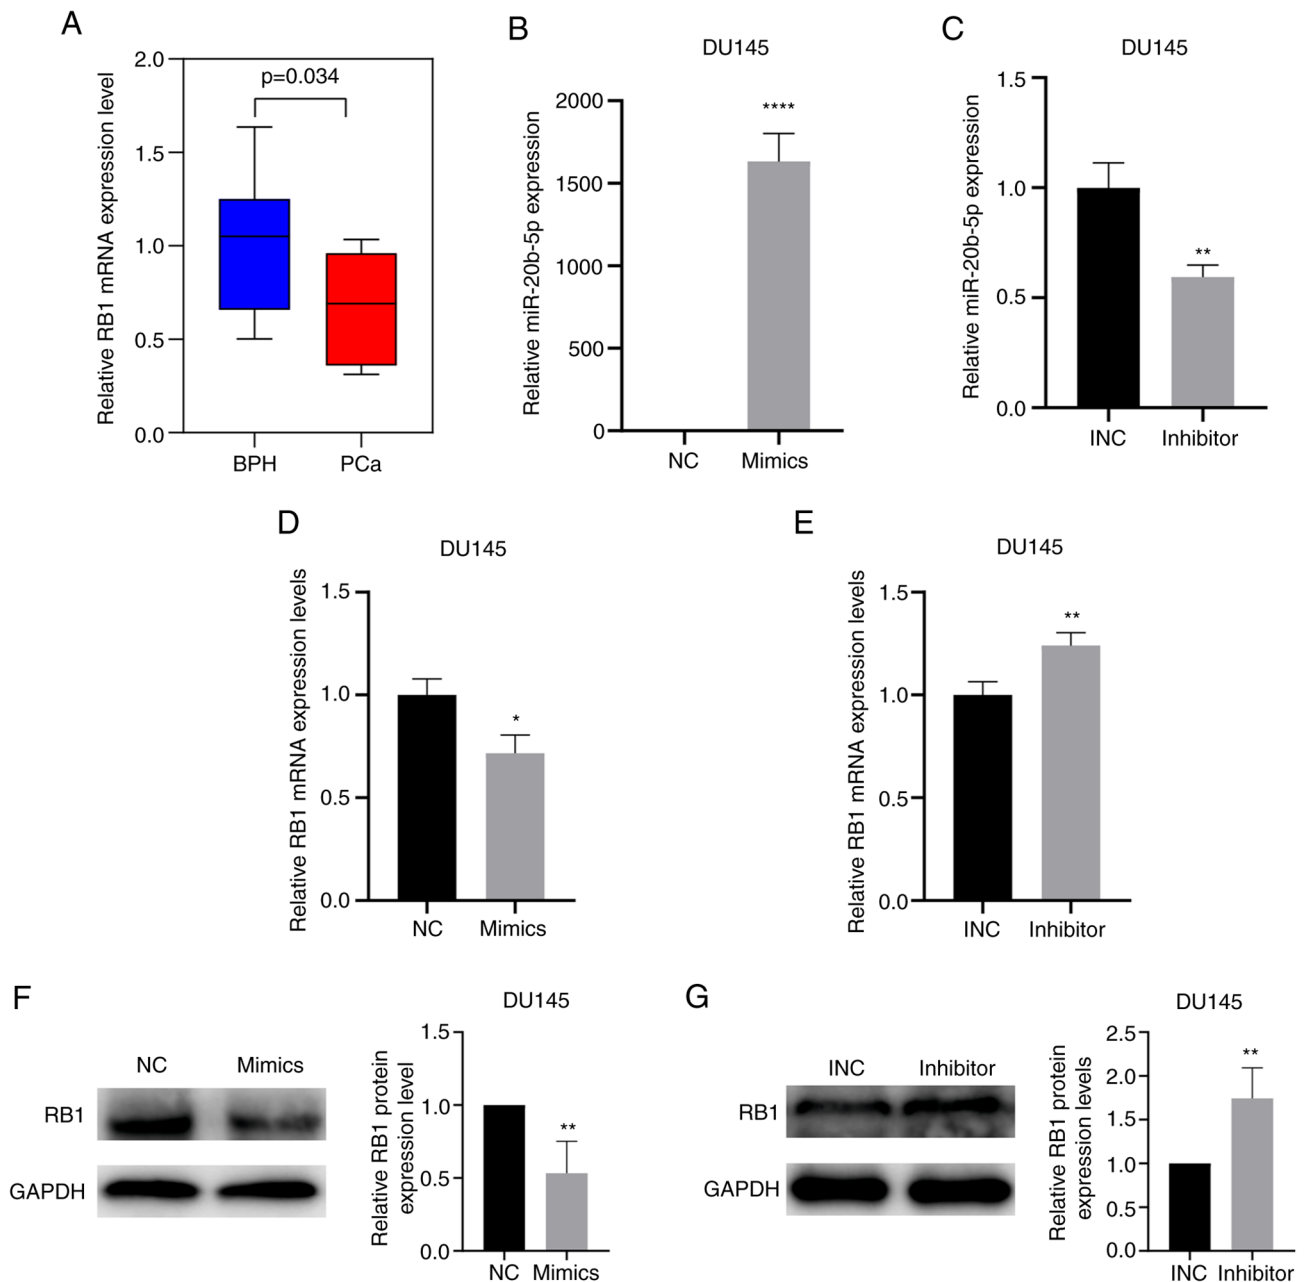 A
Relative RB1 mRNA expression level
2.0
1.5
1.0
0.5
0.0
p=0.034
BPH
PCa
B
DU145
Relative miR-20b-5p expression
2000
1500
1000
500
0
****
NC
Mimics
C
DU145
Relative miR-20b-5p expression
1.5
1.0
0.5
0.0
**
INC
Inhibitor
D
DU145
Relative RB1 mRNA expression levels
1.5
1.0
0.5
0.0
*
NC
Mimics
E
DU145
Relative RB1 mRNA expression levels
1.5
1.0
0.5
0.0
**
INC
Inhibitor
F
NC
Mimics
RB1
GAPDH
DU145
Relative RB1 protein
expression level
1.5
1.0
0.5
0.0
**
NC
Mimics
G
INC
Inhibitor
RB1
GAPDH
DU145
Relative RB1 protein
expression levels
2.5
2.0
1.5
1.0
0.5
0.0
**
INC
Inhibitor